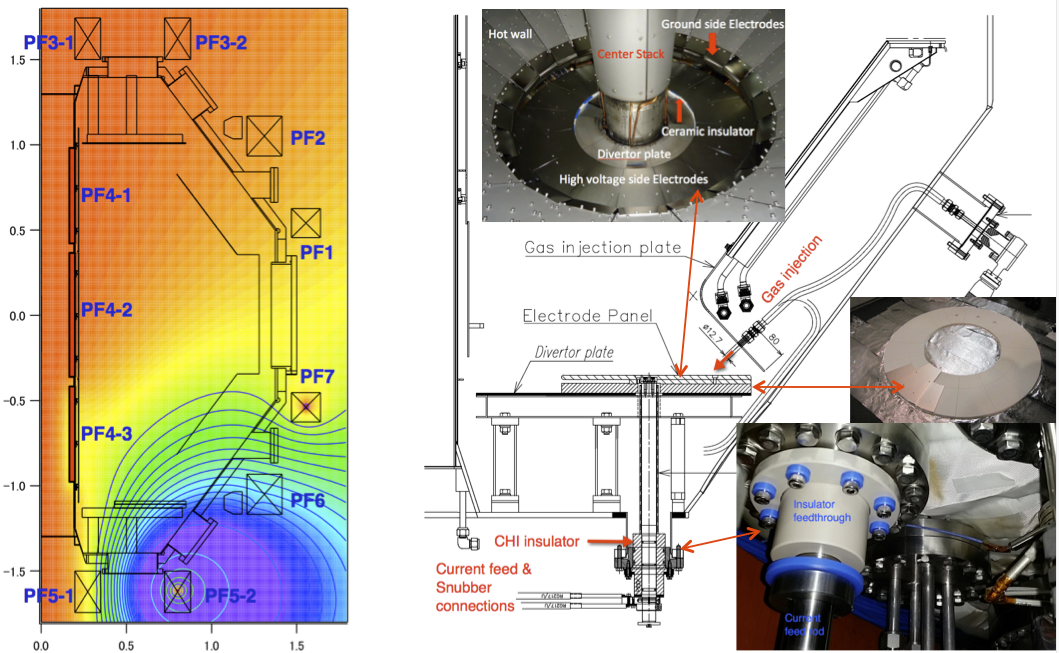 PF3-1
PF3-2
1.5
PF2
1.0
PF4-1
0.5
PF1
PF4-2
0.0
PF7
−0.5
PF4-3
−1.0
PF6
−1.5
PF5-1
PF5-2
0.0
0.5
1.0
1.5
Hot wall
Ground side Electrodes
Center Stack
Ceramic insulator
Divertor plate
High voltage side Electrodes
Gas injection plate
Gas injection
X
Electrode Panel
ø12.7
80
Divertor plate
CHI insulator
Current feed &
Snubber
connections
RG217/U
RG217/U
Insulator
feedthrough
Current
feed rod